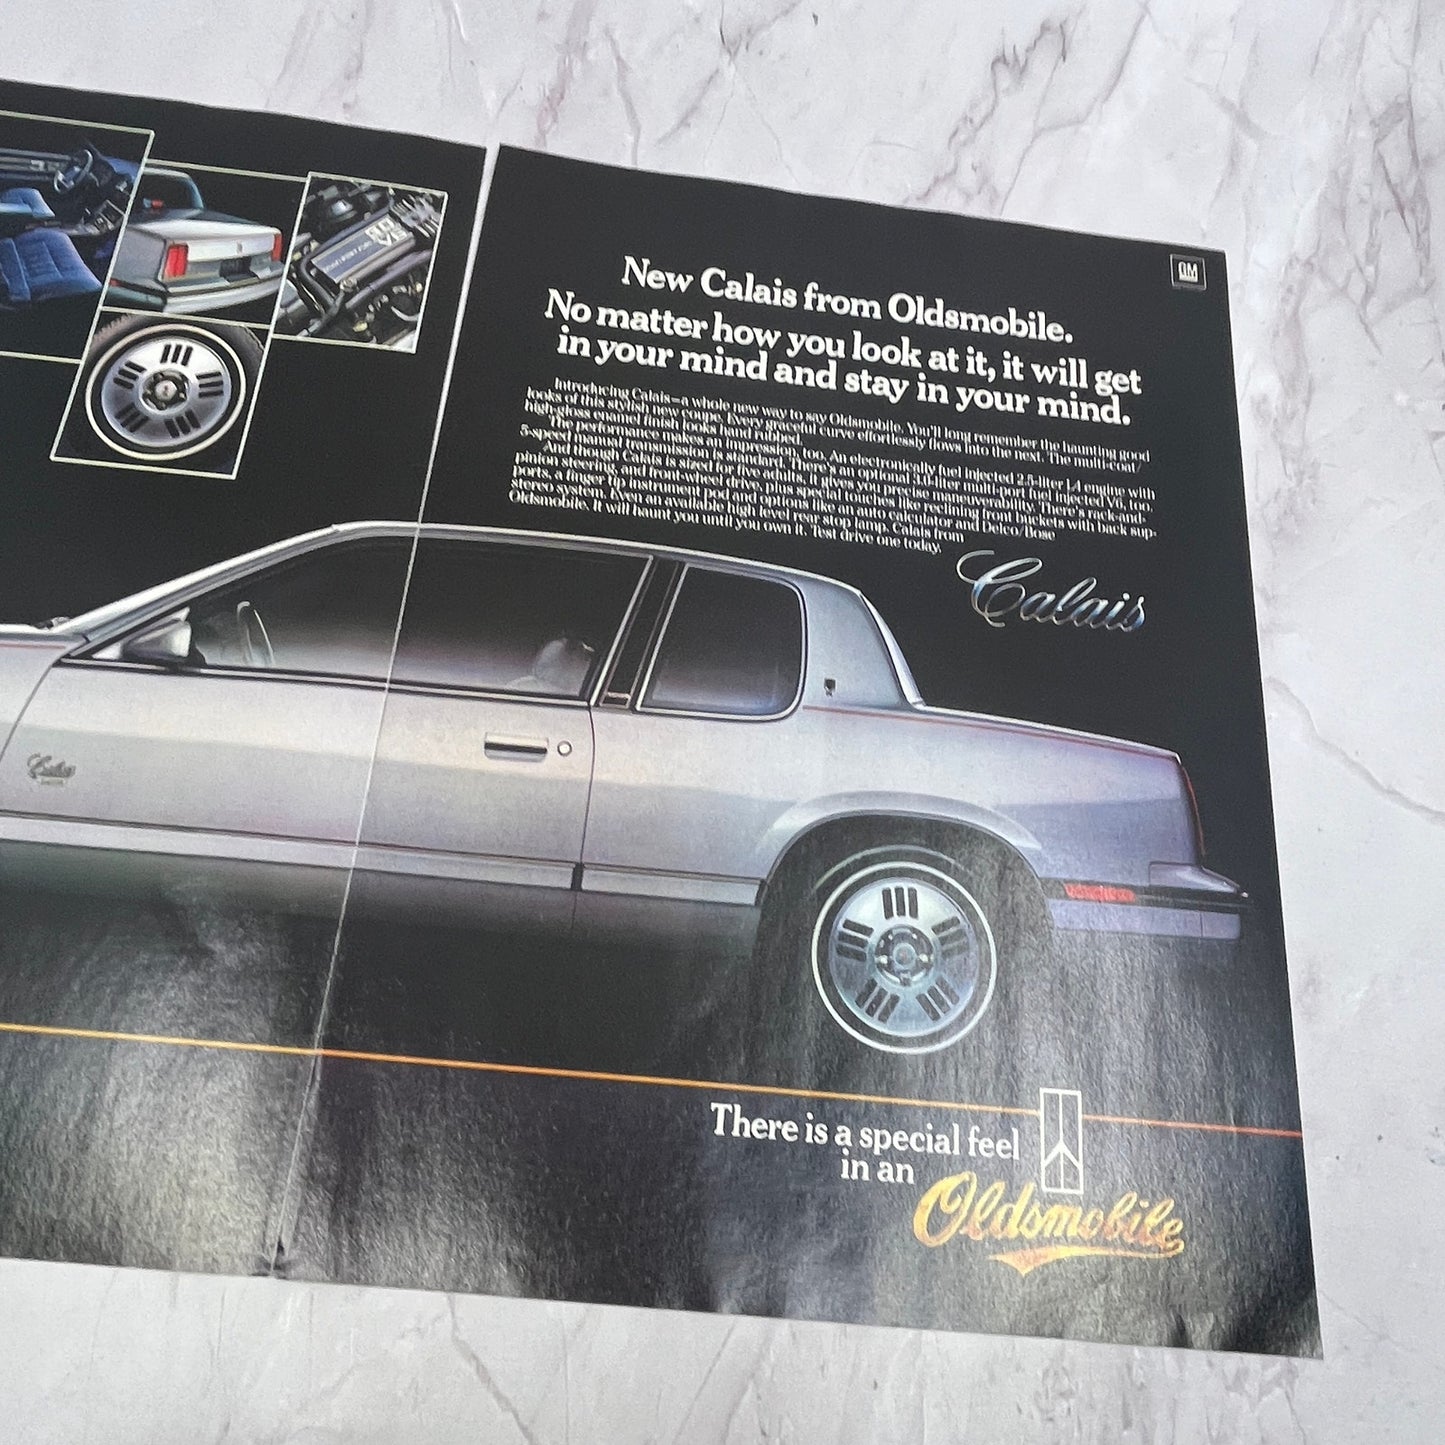 3.0
V6
GM
New Calais from Oldsmobile.
No matter how you look at it, it will get
in your mind and stay in your mind.
Introducing Calais—a whole new way to say Oldsmobile. You'll long remember the haunting good
looks of this stylish new coupe. Every graceful curve effortlessly flows into the next. The multi-coat/
high-gloss enamel finish looks hand rubbed.
The performance makes an impression, too. An electronically fuel injected 2.5-liter L4 engine with
5-speed manual transmission is standard. There's an optional 3.0-liter multi-port fuel injected V6, too.
And though Calais is sized for five adults, it gives you precise maneuverability. There's rack-and-
pinion steering, and front-wheel drive, plus special touches like reclining front buckets with back sup-
ports, a finger tip instrument pod and options like an auto calculator and Delco/Bose
stereo system. Even an available high level rear stop lamp. Calais from
Oldsmobile. It will haunt you until you own it. Test drive one today.
Calais
Calais
There is a special feel
in an
Oldsmobile